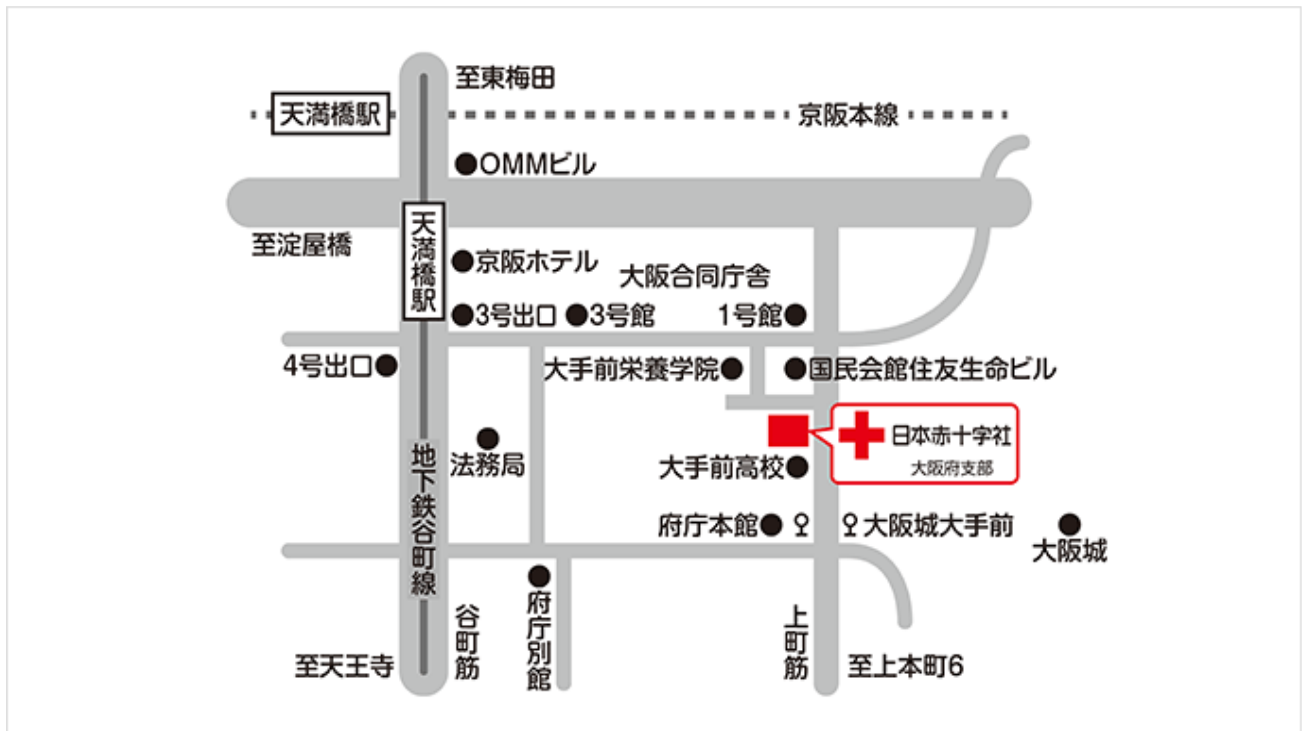 至東梅田
天満橋駅
京阪本線
OMMビル
至淀屋橋
天満橋駅
京阪ホテル
大阪合同庁舎
3号出口
3号館
1号館
4号出口
大手前栄養学院
国民会館住友生命ビル
日本赤十字社
大阪府支部
法務局
大手前高校
地下鉄谷町線
府庁本館
大阪城大手前
大阪城
府庁別館
谷町筋
上町筋
至天王寺
至上本町6